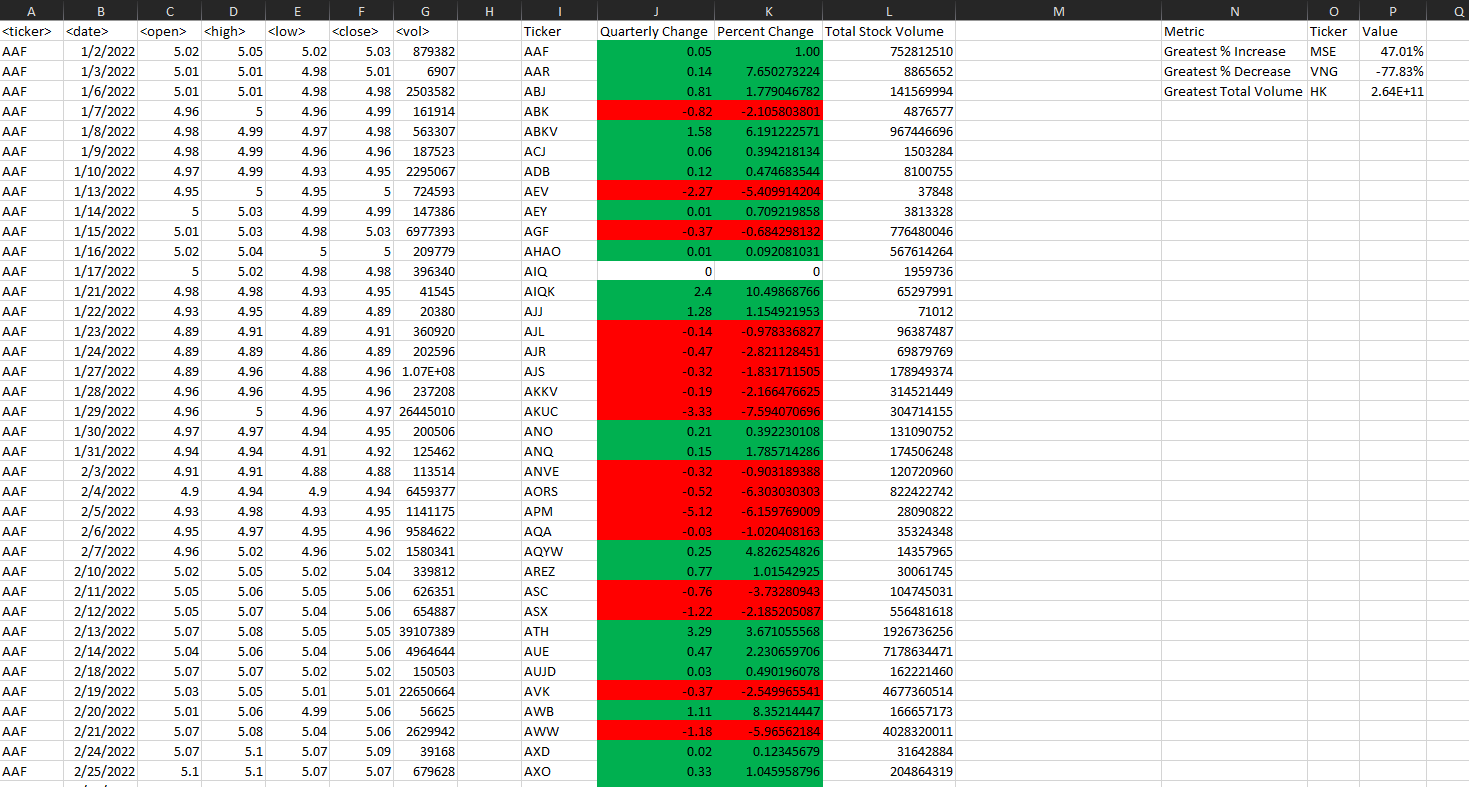 A B C D E F G H I J K L M N O P Q
<ticker> <date> <open> <high> <low> <close> <vol> Ticker Quarterly Change Percent Change Total Stock Volume Metric Ticker Value
AAF 1/2/2022 5.02 5.05 5.02 5.03 879382 AAF 0.05 1.00 752812510 Greatest % Increase MSE 47.01%
AAF 1/3/2022 5.01 5.01 4.98 5.01 6907 AAR 0.14 7.650273224 8865652 Greatest % Decrease VNG -77.83%
AAF 1/6/2022 5.01 5.01 4.98 4.98 2503582 ABJ 0.81 1.779046782 141569994 Greatest Total Volume HK 2.64E+11
AAF 1/7/2022 4.96 5 4.96 4.99 161914 ABK -0.82 -2.105803801 4876577
AAF 1/8/2022 4.98 4.99 4.97 4.98 563307 ABKV 1.58 6.191222571 967446696
AAF 1/9/2022 4.98 4.99 4.96 4.96 187523 ACJ 0.06 0.394218134 1503284
AAF 1/10/2022 4.97 4.99 4.93 4.95 2295067 ADB 0.12 0.474683544 8100755
AAF 1/13/2022 4.95 5 4.95 5 724593 AEV -2.27 -5.409914204 37848
AAF 1/14/2022 5 5.03 4.99 4.99 147386 AEY 0.01 0.709219858 3813328
AAF 1/15/2022 5.01 5.03 4.98 5.03 6977393 AGF -0.37 -0.684298132 776480046
AAF 1/16/2022 5.02 5.04 5 5 209779 AHAO 0.01 0.092081031 567614264
AAF 1/17/2022 5 5.02 4.98 4.98 396340 AIQ 0 0 1959736
AAF 1/21/2022 4.98 4.98 4.93 4.95 41545 AIQK 2.4 10.49868766 65297991
AAF 1/22/2022 4.93 4.95 4.89 4.89 20380 AJJ 1.28 1.154921953 71012
AAF 1/23/2022 4.89 4.91 4.89 4.91 360920 AJL -0.14 -0.978336827 96387487
AAF 1/24/2022 4.89 4.89 4.86 4.89 202596 AJR -0.47 -2.821128451 69879769
AAF 1/27/2022 4.89 4.96 4.88 4.96 1.07E+08 AJS -0.32 -1.831711505 178949374
AAF 1/28/2022 4.96 4.96 4.95 4.96 237208 AKKV -0.19 -2.166476625 314521449
AAF 1/29/2022 4.96 5 4.96 4.97 26445010 AKUC -3.33 -7.594070696 304714155
AAF 1/30/2022 4.97 4.97 4.94 4.95 200506 ANO 0.21 0.392230108 131090752
AAF 1/31/2022 4.94 4.94 4.91 4.92 125462 ANQ 0.15 1.785714286 174506248
AAF 2/3/2022 4.91 4.91 4.88 4.88 113514 ANVE -0.32 -0.903189388 120720960
AAF 2/4/2022 4.9 4.94 4.9 4.94 6459377 AORS -0.52 -6.303030303 822422742
AAF 2/5/2022 4.93 4.98 4.93 4.95 1141175 APM -5.12 -6.159769009 28090822
AAF 2/6/2022 4.95 4.97 4.95 4.96 9584622 AQA -0.03 -1.020408163 35324348
AAF 2/7/2022 4.96 5.02 4.96 5.02 1580341 AQYW 0.25 4.826254826 14357965
AAF 2/10/2022 5.02 5.05 5.02 5.04 339812 AREZ 0.77 1.01542925 30061745
AAF 2/11/2022 5.05 5.06 5.05 5.06 626351 ASC -0.76 -3.73280943 104745031
AAF 2/12/2022 5.05 5.07 5.04 5.06 654887 ASX -1.22 -2.185205087 556481618
AAF 2/13/2022 5.07 5.08 5.05 5.05 39107389 ATH 3.29 3.671055568 1926736256
AAF 2/14/2022 5.04 5.06 5.04 5.06 4964644 AUE 0.47 2.230659706 7178634471
AAF 2/18/2022 5.07 5.07 5.02 5.02 150503 AUJD 0.03 0.490196078 162221460
AAF 2/19/2022 5.03 5.05 5.01 5.01 22650664 AVK -0.37 -2.549965541 4677360514
AAF 2/20/2022 5.01 5.06 4.99 5.06 56625 AWB 1.11 8.35214447 166657173
AAF 2/21/2022 5.07 5.08 5.04 5.06 2629942 AWW -1.18 -5.96562184 4028320011
AAF 2/24/2022 5.07 5.1 5.07 5.09 39168 AXD 0.02 0.12345679 31642884
AAF 2/25/2022 5.1 5.1 5.07 5.07 679628 AXO 0.33 1.045958796 204864319